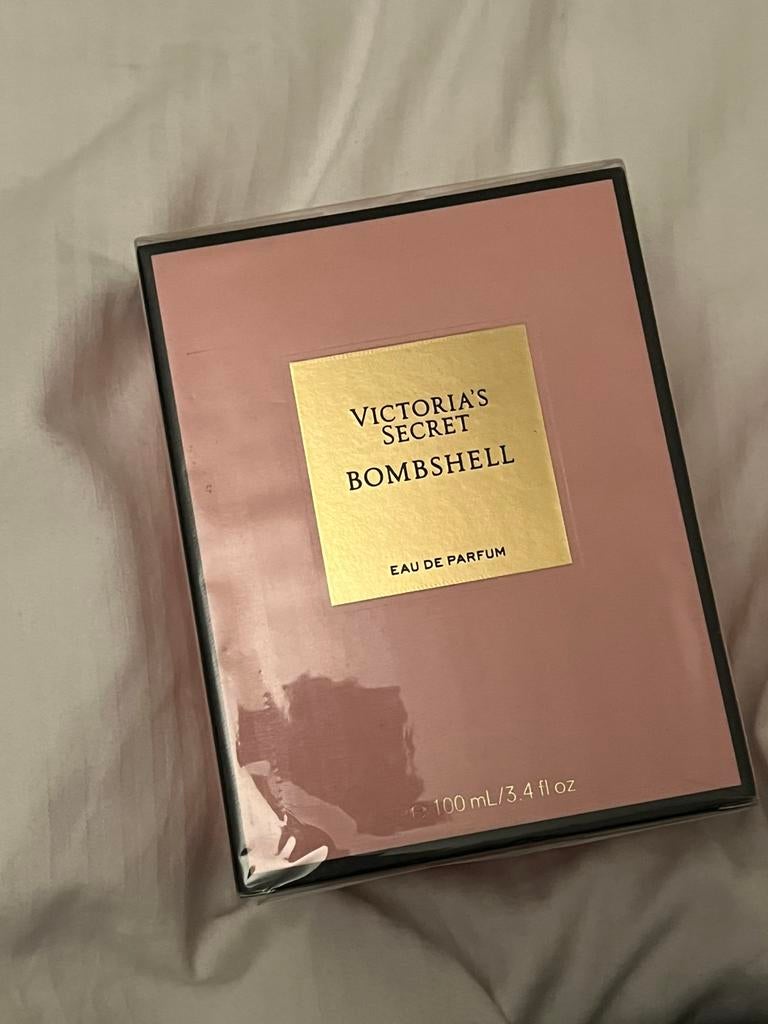 VICTORIA'S
SECRET
BOMBSHELL
EAU DE PARFUM
℮ 100 mL/3.4 fl oz